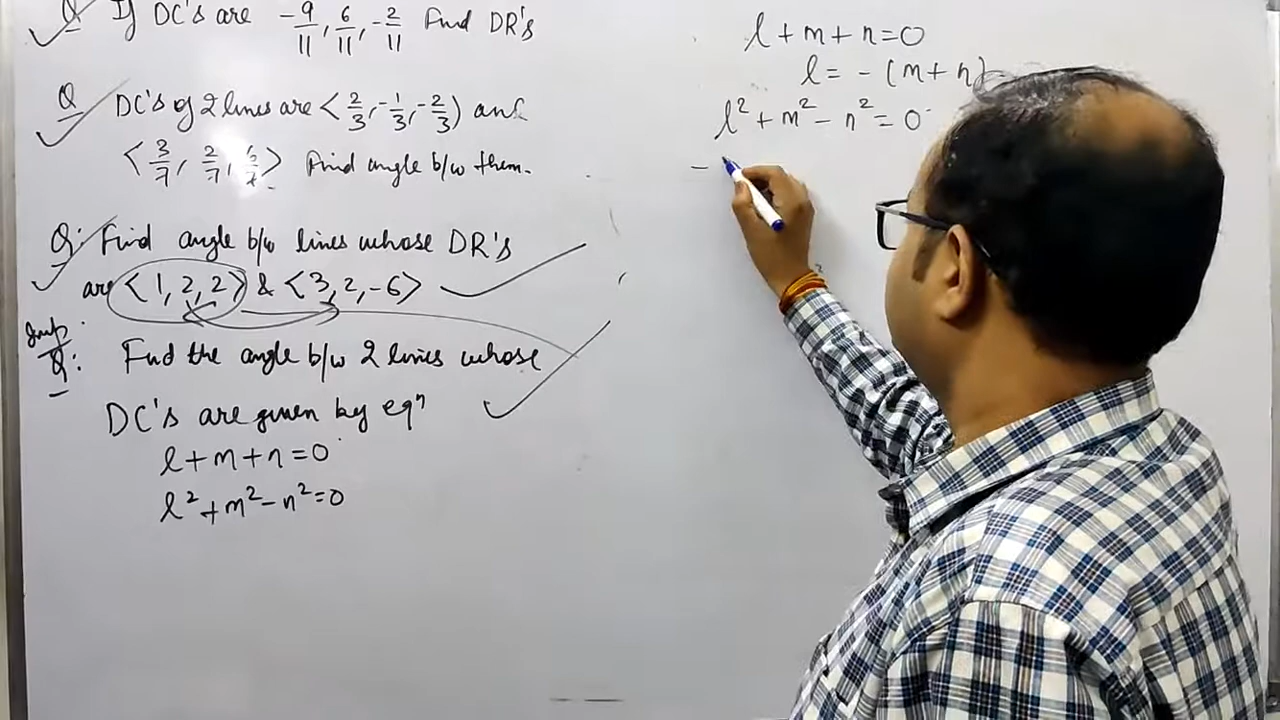 Q If DC's are -9/11, 6/11, -2/11 Find DR's
Q DC's of 2 lines are < 2/3, -1/3, -2/3 ) and
< 3/7, 2/7, > Find angle b/w them.
Q: Find angle b/w lines whose DR's
are < 1, 2, 2 > & < 3, 2, -6 >
Imp
Q: Find the angle b/w 2 lines whose
DC's are given by eqn
l + m + n = 0
l² + m² - n² = 0
l + m + n = 0
l = - (m + n)
l² + m² - n² = 0
-